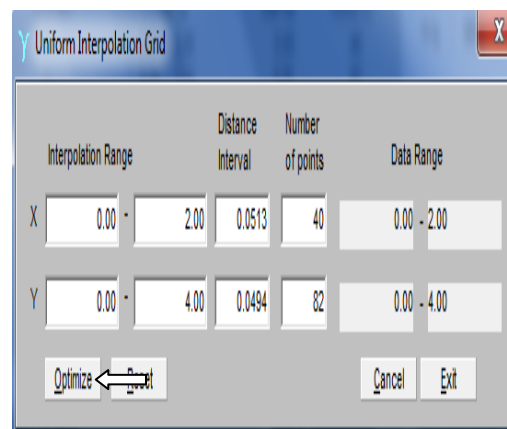 γ Uniform Interpolation Grid X
Interpolation Range Distance Interval Number of points Data Range
X 0.00 - 2.00 0.0513 40 0.00 - 2.00
Y 0.00 - 4.00 0.0494 82 0.00 - 4.00
Optimize Reset Cancel Exit